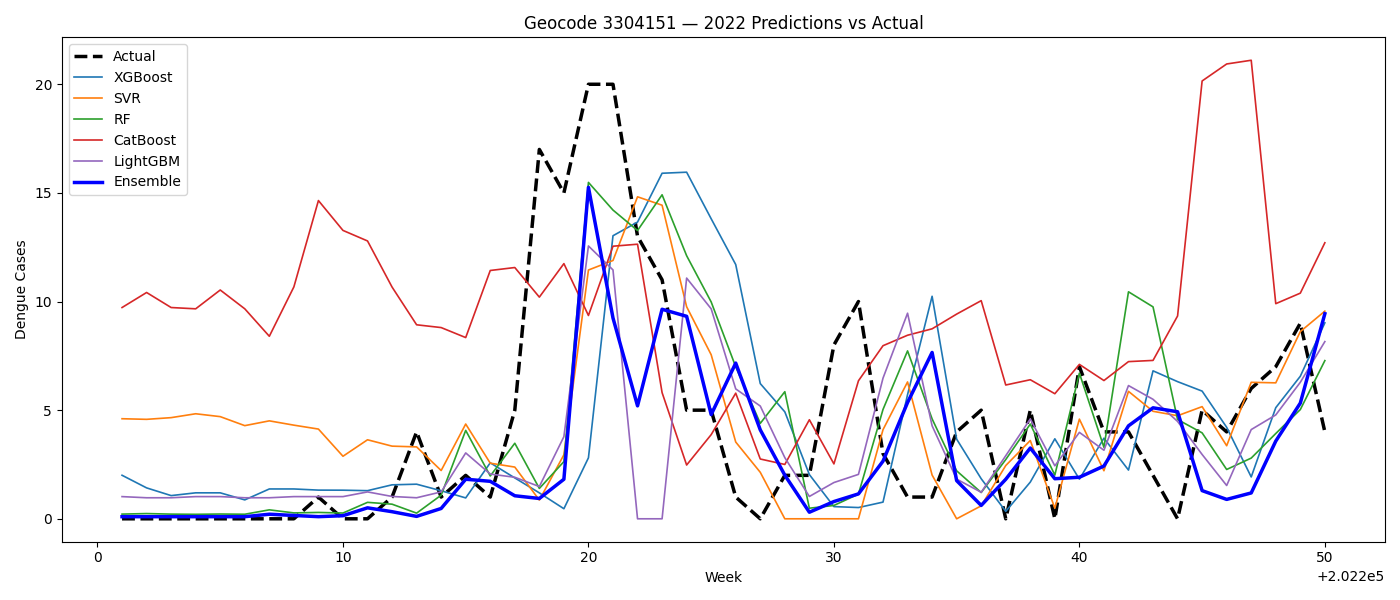 Geocode 3304151 — 2022 Predictions vs Actual
Actual
XGBoost
SVR
RF
CatBoost
LightGBM
Ensemble
Dengue Cases
20
15
10
5
0
0 10 20 30 40 50
Week
+2.022e5